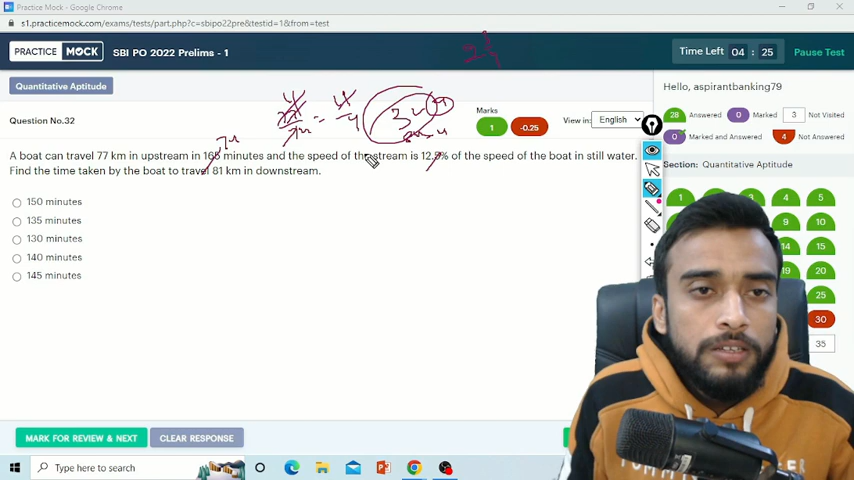 Practice Mock - Google Chrome
s1.practicemock.com/exams/tests/part.php?c=sbipo22pre&testid=1&from=test
PRACTICE MOCK
SBI PO 2022 Prelims - 1
Time Left 04 : 25
Pause Test
Quantitative Aptitude
Hello, aspirantbanking79
Question No.32
Marks
1 -0.25
View in: English
28 Answered 0 Marked 3 Not Visited
0 Marked and Answered 4 Not Answered
A boat can travel 77 km in upstream in 165 minutes and the speed of the stream is 12.5% of the speed of the boat in still water.
Find the time taken by the boat to travel 81 km in downstream.
Section: Quantitative Aptitude
150 minutes
135 minutes
130 minutes
140 minutes
145 minutes
1 5
9 10
14 15
20
25
30
35
MARK FOR REVIEW & NEXT
CLEAR RESPONSE
Type here to search